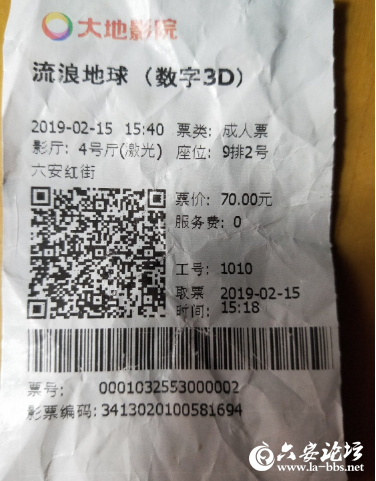 大地影院
流浪地球（数字3D）
2019-02-15 15:40 票类: 成人票
影厅: 4号厅(激光) 座位: 9排2号
六安红街
票价: 70.00元
服务费: 0
工号: 1010
取票 2019-02-15
时间: 15:18
票号: 0001032553000002
影票编码: 3413020100581694
六安论坛
www.la-bbs.net